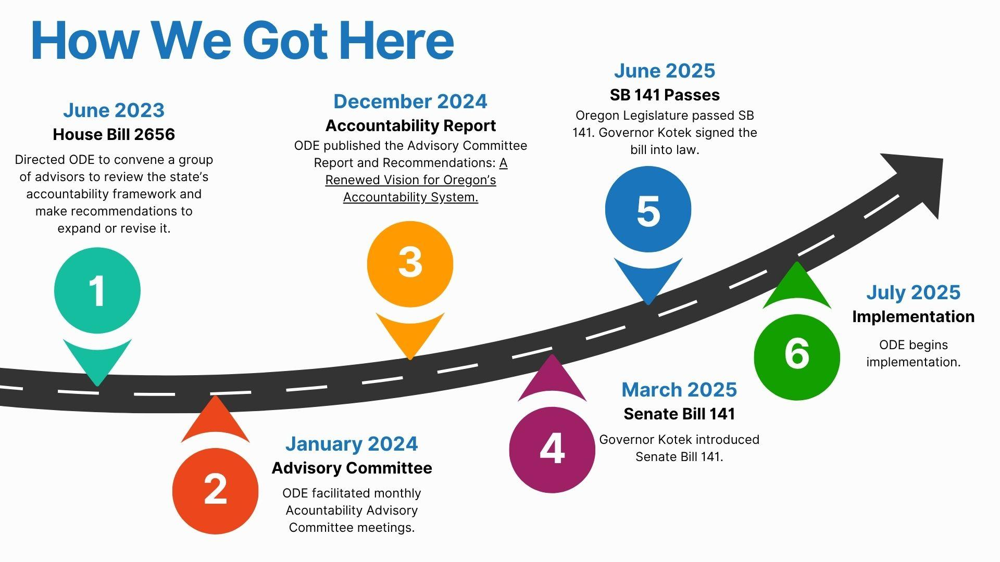 How We Got Here
June 2023
House Bill 2656
Directed ODE to convene a group
of advisors to review the state’s
accountability framework and
make recommendations to
expand or revise it.
1
2
January 2024
Advisory Committee
ODE facilitated monthly
Acountability Advisory
Committee meetings.
December 2024
Accountability Report
ODE published the Advisory Committee
Report and Recommendations: A
Renewed Vision for Oregon’s
Accountability System.
3
4
March 2025
Senate Bill 141
Governor Kotek introduced
Senate Bill 141.
June 2025
SB 141 Passes
Oregon Legislature passed SB
141. Governor Kotek signed the
bill into law.
5
6
July 2025
Implementation
ODE begins
implementation.